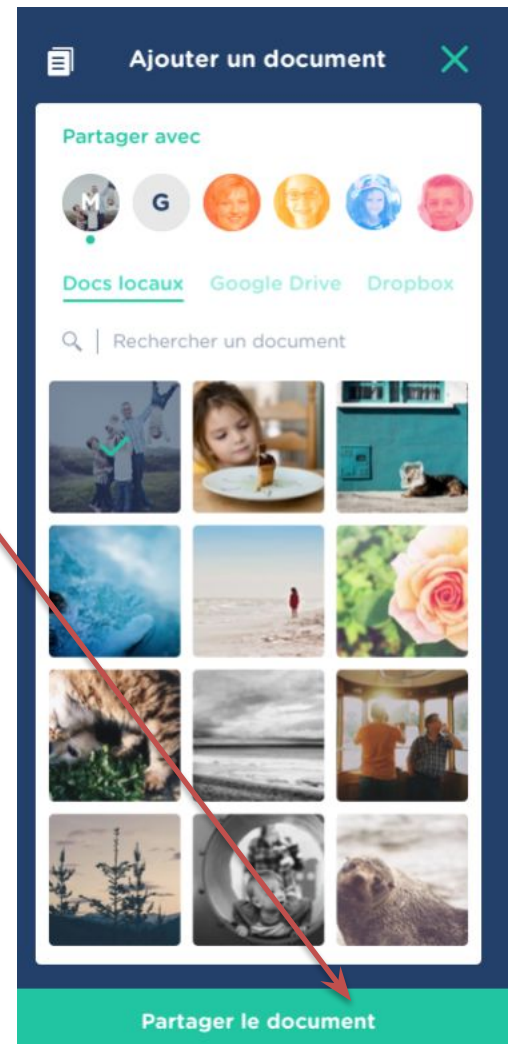 Ajouter un document
Partager avec
M
G
Docs locaux Google Drive Dropbox
Rechercher un document
Partager le document